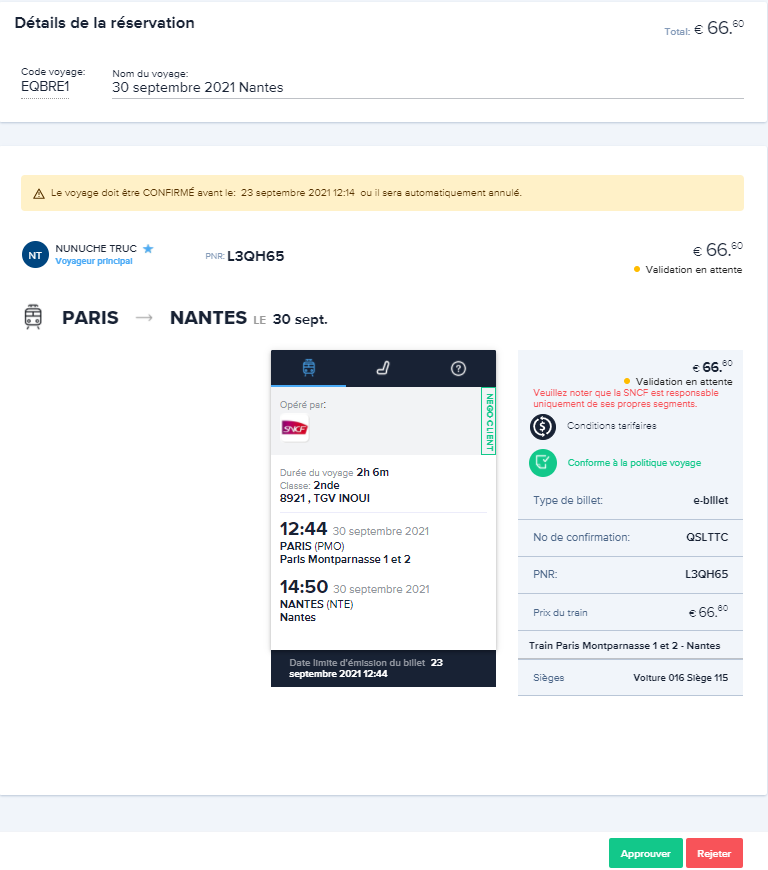 Détails de la réservation
Total: € 66.60
Code voyage:
EQBRE1
Nom du voyage:
30 septembre 2021 Nantes
Le voyage doit être CONFIRMÉ avant le: 23 septembre 2021 12:14 ou il sera automatiquement annulé.
NT
NUNUCHE TRUC
Voyageur principal
PNR: L3QH65
€ 66.60
Validation en attente
PARIS → NANTES LE 30 sept.
?
Opéré par:
SNCF
NEGO CLIENT
Durée du voyage 2h 6m
Classe: 2nde
8921 , TGV INOUI
12:44 30 septembre 2021
PARIS (PMO)
Paris Montparnasse 1 et 2
14:50 30 septembre 2021
NANTES (NTE)
Nantes
Date limite d'émission du billet 23
septembre 2021 12:44
€ 66.60
Validation en attente
Veuillez noter que la SNCF est responsable
uniquement de ses propres segments.
$
Conditions tarifaires
Conforme à la politique voyage
Type de billet: e-billet
No de confirmation: QSLTTC
PNR: L3QH65
Prix du train € 66.60
Train Paris Montparnasse 1 et 2 - Nantes
Sièges Voiture 016 Siège 115
Approuver
Rejeter